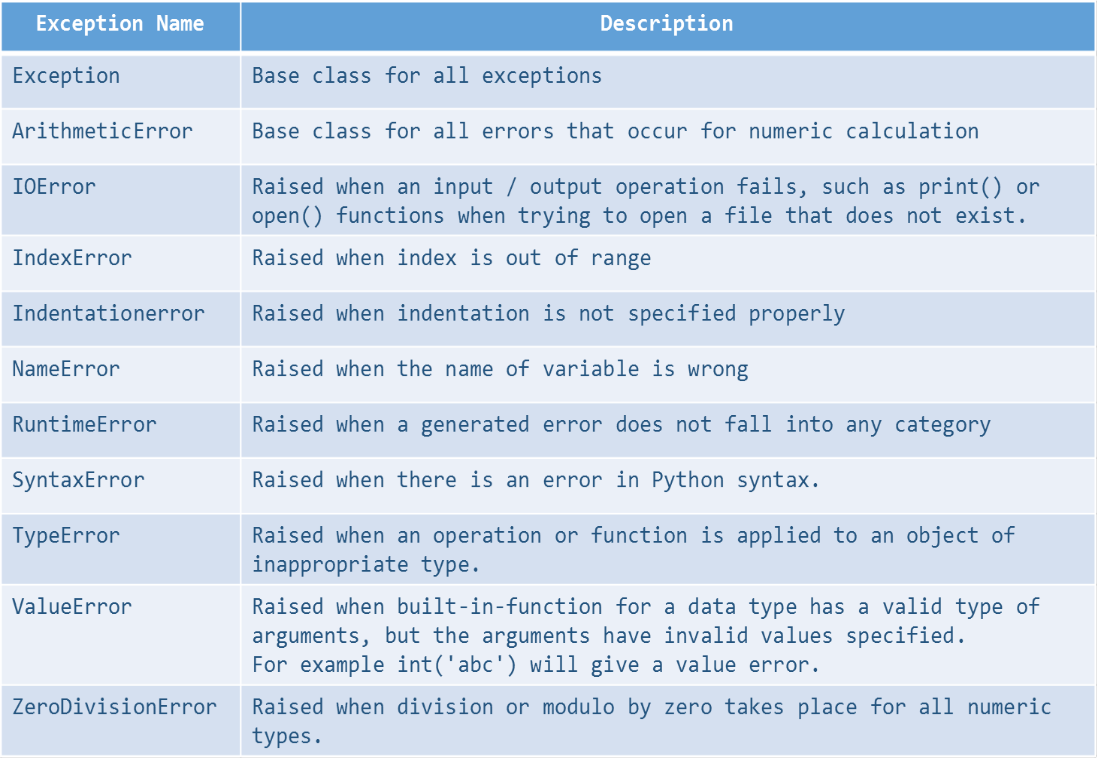 Exception Name Description
Exception Base class for all exceptions
ArithmeticError Base class for all errors that occur for numeric calculation
IOError Raised when an input / output operation fails, such as print() or
open() functions when trying to open a file that does not exist.
IndexError Raised when index is out of range
Indentationerror Raised when indentation is not specified properly
NameError Raised when the name of variable is wrong
RuntimeError Raised when a generated error does not fall into any category
SyntaxError Raised when there is an error in Python syntax.
TypeError Raised when an operation or function is applied to an object of
inappropriate type.
ValueError Raised when built-in-function for a data type has a valid type of
arguments, but the arguments have invalid values specified.
For example int('abc') will give a value error.
ZeroDivisionError Raised when division or modulo by zero takes place for all numeric
types.